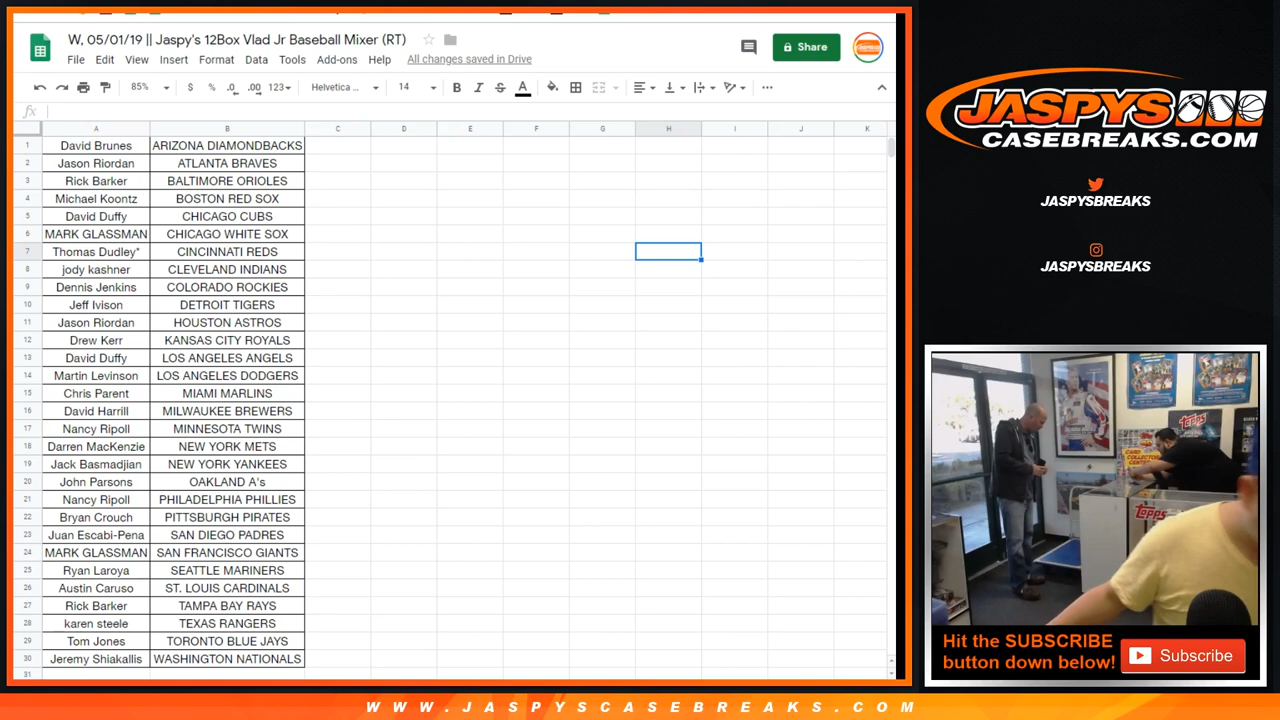 W, 05/01/19 || Jaspy's 12Box Vlad Jr Baseball Mixer (RT)
File Edit View Insert Format Data Tools Add-ons Help All changes saved in Drive
Share
85% $ % .0 .00 123 Helvetica ... 14 B I S A
fx
A B C D E F G H I J K
1 David Brunes ARIZONA DIAMONDBACKS
2 Jason Riordan ATLANTA BRAVES
3 Rick Barker BALTIMORE ORIOLES
4 Michael Koontz BOSTON RED SOX
5 David Duffy CHICAGO CUBS
6 MARK GLASSMAN CHICAGO WHITE SOX
7 Thomas Dudley* CINCINNATI REDS
8 jody kashner CLEVELAND INDIANS
9 Dennis Jenkins COLORADO ROCKIES
10 Jeff Ivison DETROIT TIGERS
11 Jason Riordan HOUSTON ASTROS
12 Drew Kerr KANSAS CITY ROYALS
13 David Duffy LOS ANGELES ANGELS
14 Martin Levinson LOS ANGELES DODGERS
15 Chris Parent MIAMI MARLINS
16 David Harrill MILWAUKEE BREWERS
17 Nancy Ripoll MINNESOTA TWINS
18 Darren MacKenzie NEW YORK METS
19 Jack Basmadjian NEW YORK YANKEES
20 John Parsons OAKLAND A's
21 Nancy Ripoll PHILADELPHIA PHILLIES
22 Bryan Crouch PITTSBURGH PIRATES
23 Juan Escabi-Pena SAN DIEGO PADRES
24 MARK GLASSMAN SAN FRANCISCO GIANTS
25 Ryan Laroya SEATTLE MARINERS
26 Austin Caruso ST. LOUIS CARDINALS
27 Rick Barker TAMPA BAY RAYS
28 karen steele TEXAS RANGERS
29 Tom Jones TORONTO BLUE JAYS
30 Jeremy Shiakallis WASHINGTON NATIONALS
31
JASPYS
CASEBREAKS.COM
JASPYSBREAKS
JASPYSBREAKS
TOPPS
CARD
COLLECTOR
CENTER
Topps
Hit the SUBSCRIBE
button down below!
Subscribe
WWW.JASPYSCASEBREAKS.COM